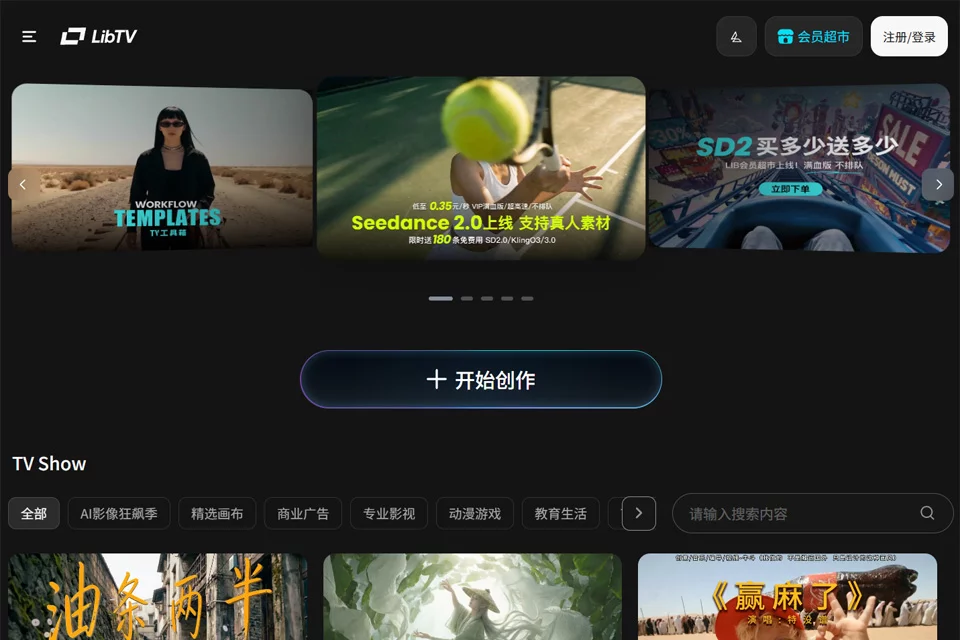 LibTV
会员超市
注册/登录
WORKFLOW
TEMPLATES
TY工具箱
低至 0.35元/秒 VIP满血版/超高速/不排队
Seedance 2.0上线 支持真人素材
限时送180条免费用 SD2.0/KlingO3/3.0
SD2 买多少送多少
LIB会员超市上线! 满血版 不排队
立即下单
SALE
开始创作
TV Show
全部
AI影像狂飙季
精选画布
商业广告
专业影视
动漫游戏
教育生活
请输入搜索内容
油条两半
《赢麻了》